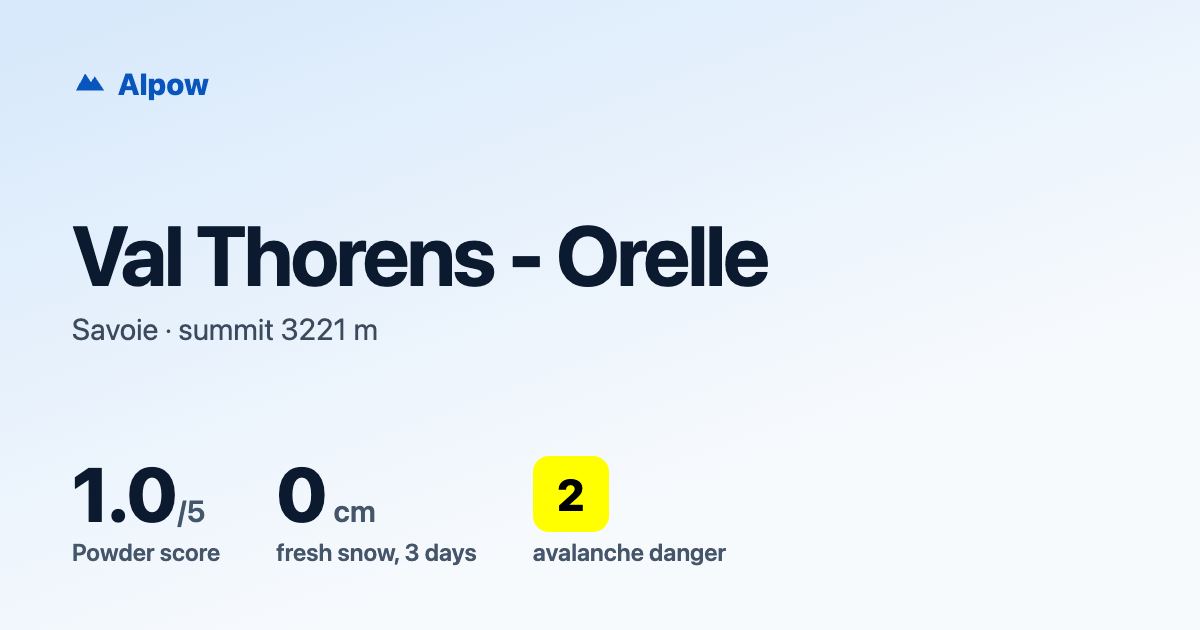 Alpow
Val Thorens - Orelle
Savoie · summit 3221 m
1.0/5
Powder score
0 cm
fresh snow, 3 days
2
avalanche danger